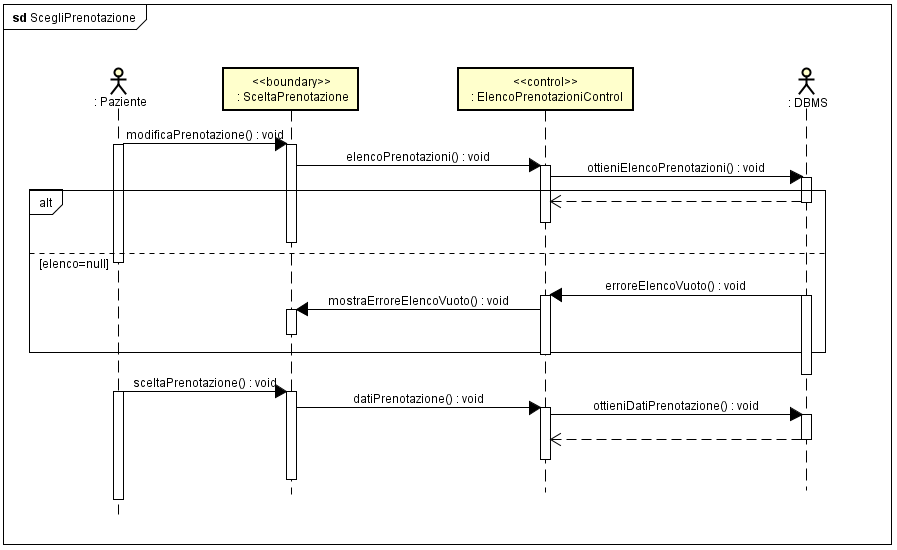 sd ScegliPrenotazione
: Paziente
<<boundary>>
: SceltaPrenotazione
<<control>>
: ElencoPrenotazioniControl
: DBMS
modificaPrenotazione() : void
elencoPrenotazioni() : void
ottieniElencoPrenotazioni() : void
alt
[elenco=null]
erroreElencoVuoto() : void
mostraErroreElencoVuoto() : void
sceltaPrenotazione() : void
datiPrenotazione() : void
ottieniDatiPrenotazione() : void